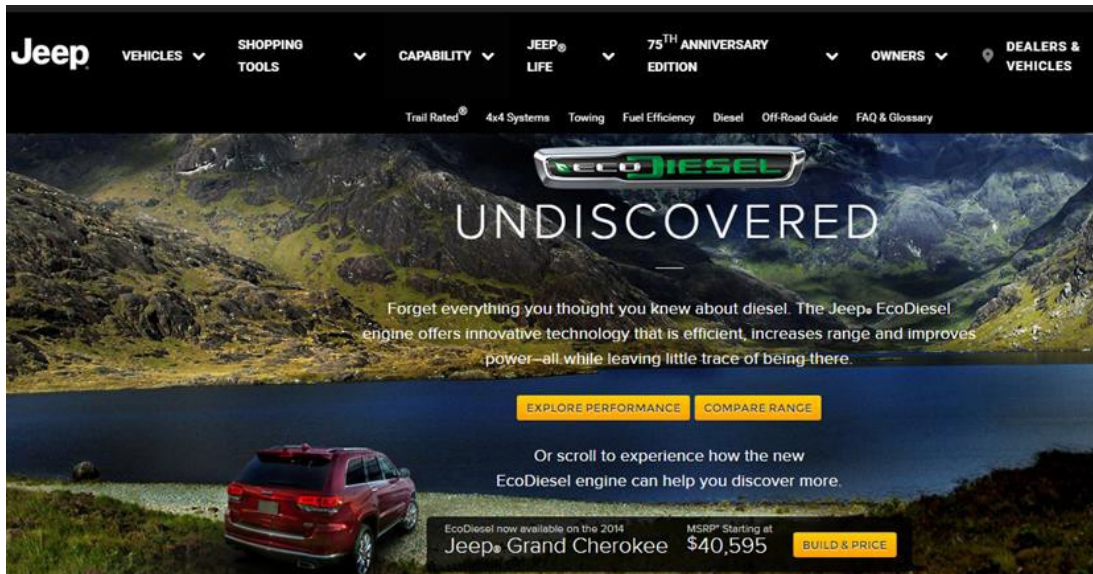 Jeep®
VEHICLES
SHOPPING TOOLS
CAPABILITY
JEEP® LIFE
75TH ANNIVERSARY EDITION
OWNERS
DEALERS & VEHICLES
Trail Rated® 4x4 Systems Towing Fuel Efficiency Diesel Off-Road Guide FAQ & Glossary
ECODIESEL
UNDISCOVERED
Forget everything you thought you knew about diesel. The Jeep® EcoDiesel
engine offers innovative technology that is efficient, increases range and improves
power—all while leaving little trace of being there.
EXPLORE PERFORMANCE COMPARE RANGE
Or scroll to experience how the new
EcoDiesel engine can help you discover more.
EcoDiesel now available on the 2014
Jeep® Grand Cherokee
MSRP* Starting at
$40,595
BUILD & PRICE